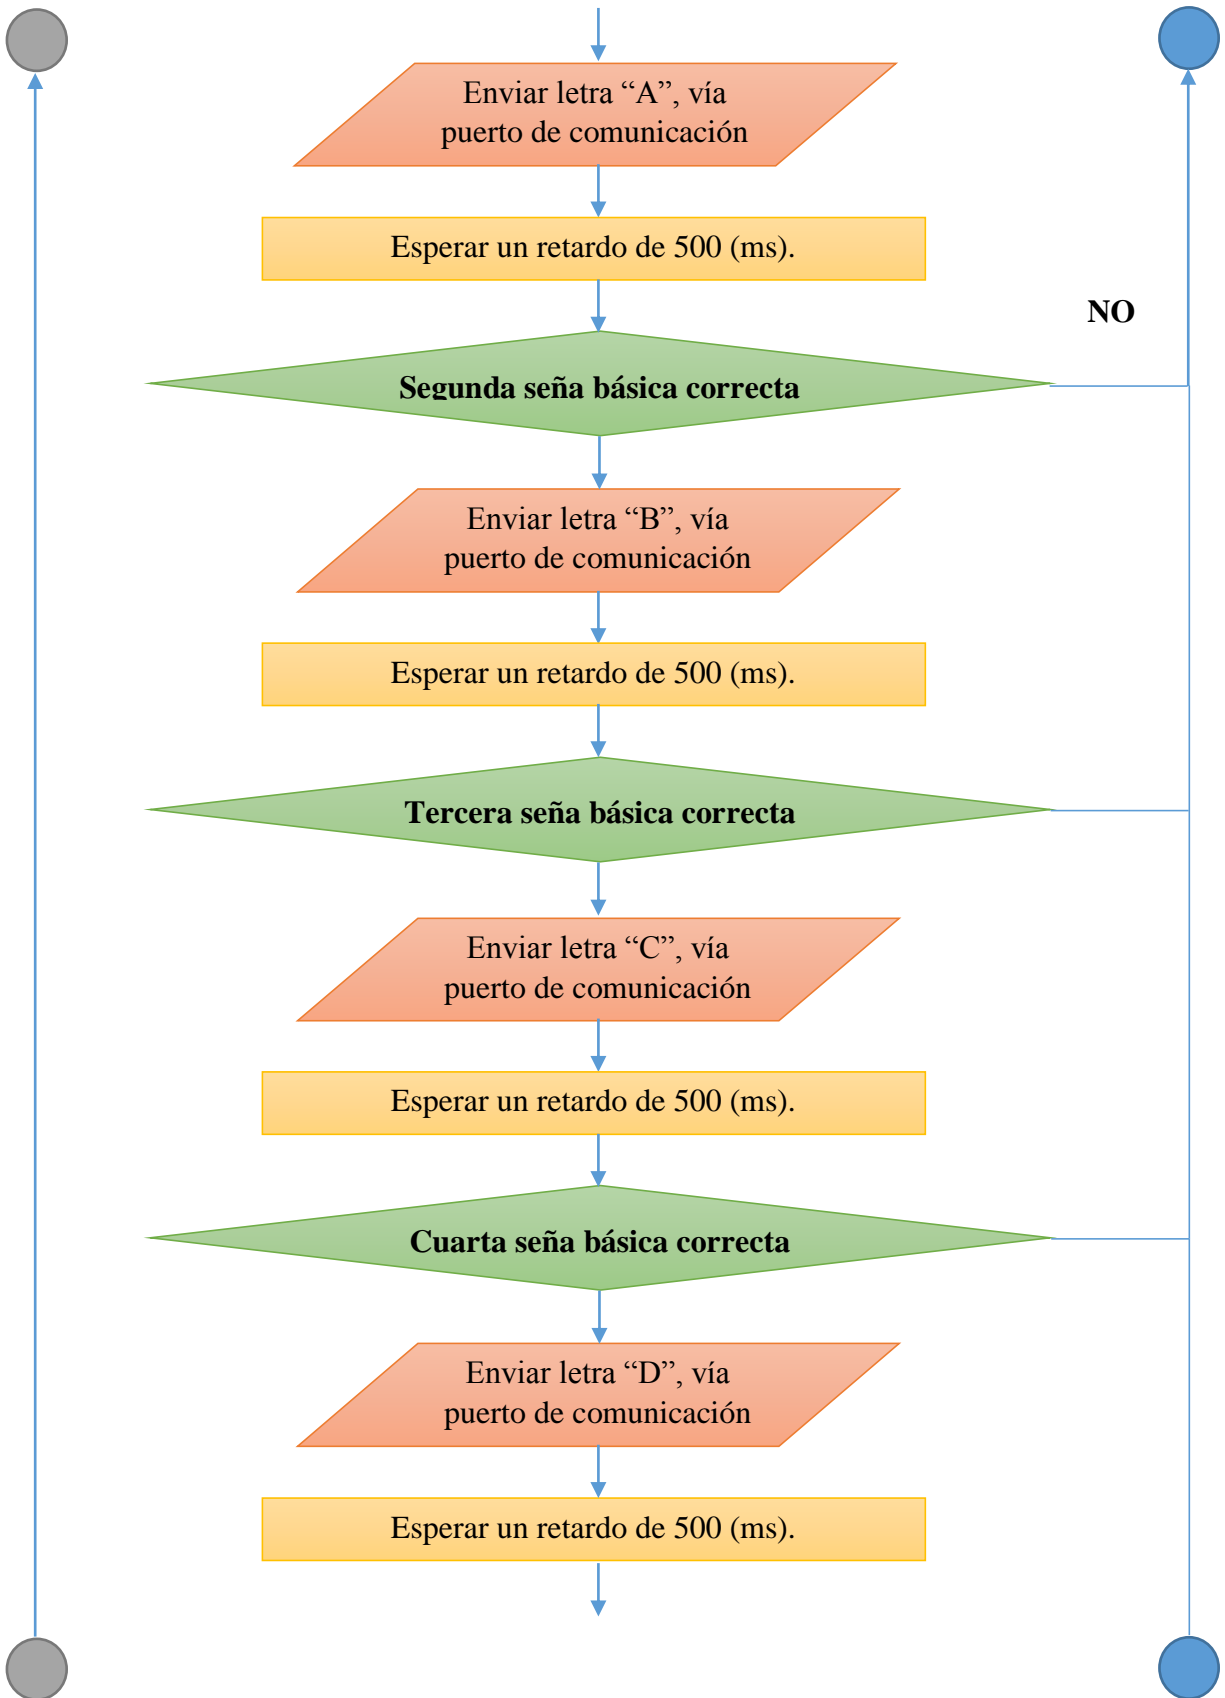 Enviar letra “A”, vía
puerto de comunicación
Esperar un retardo de 500 (ms).
NO
Segunda seña básica correcta
Enviar letra “B”, vía
puerto de comunicación
Esperar un retardo de 500 (ms).
Tercera seña básica correcta
Enviar letra “C”, vía
puerto de comunicación
Esperar un retardo de 500 (ms).
Cuarta seña básica correcta
Enviar letra “D”, vía
puerto de comunicación
Esperar un retardo de 500 (ms).